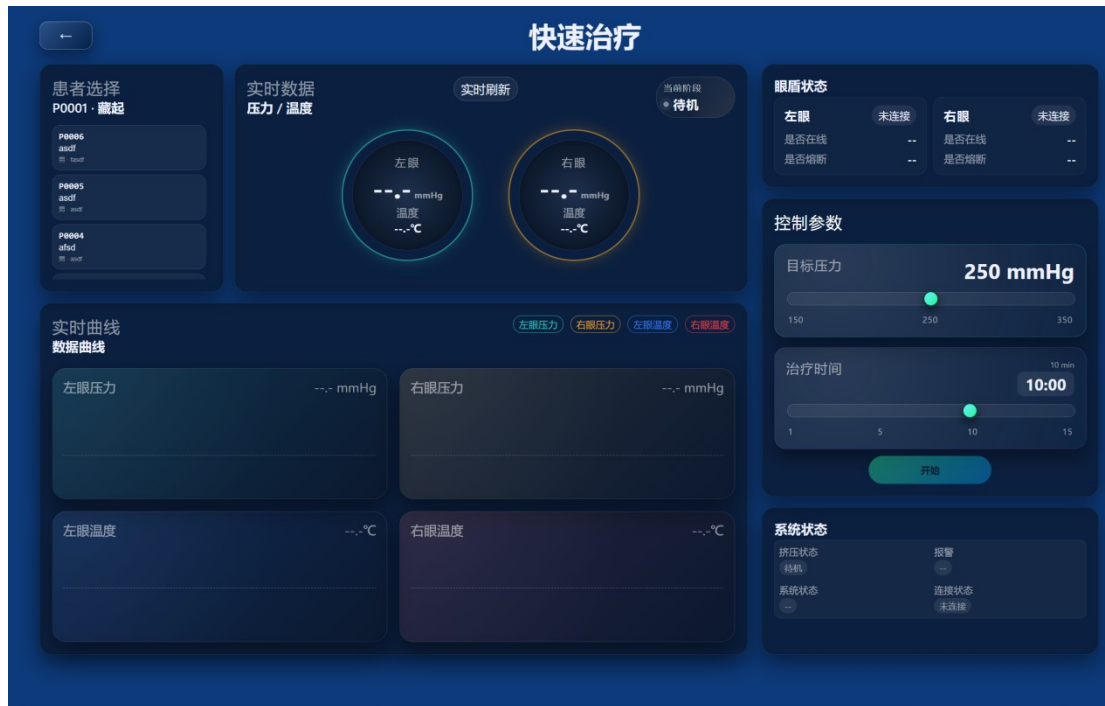 ←
快速治疗
患者选择
P0001 · 藏起
P0006
asdf
P0005
asdf
P0004
afsd
实时数据
压力 / 温度
实时刷新
当前阶段
待机
左眼
--.- mmHg
温度
--.-℃
右眼
--.- mmHg
温度
--.-℃
实时曲线
数据曲线
左眼压力
右眼压力
左眼温度
右眼温度
左眼压力
--.- mmHg
右眼压力
--.- mmHg
左眼温度
--.-℃
右眼温度
--.-℃
眼盾状态
左眼
未连接
是否在线
--
是否熔断
--
右眼
未连接
是否在线
--
是否熔断
--
控制参数
目标压力
250 mmHg
150
250
350
治疗时间
10 min
10:00
1
5
10
15
开始
系统状态
挤压状态
待机
报警
--
系统状态
--
连接状态
未连接